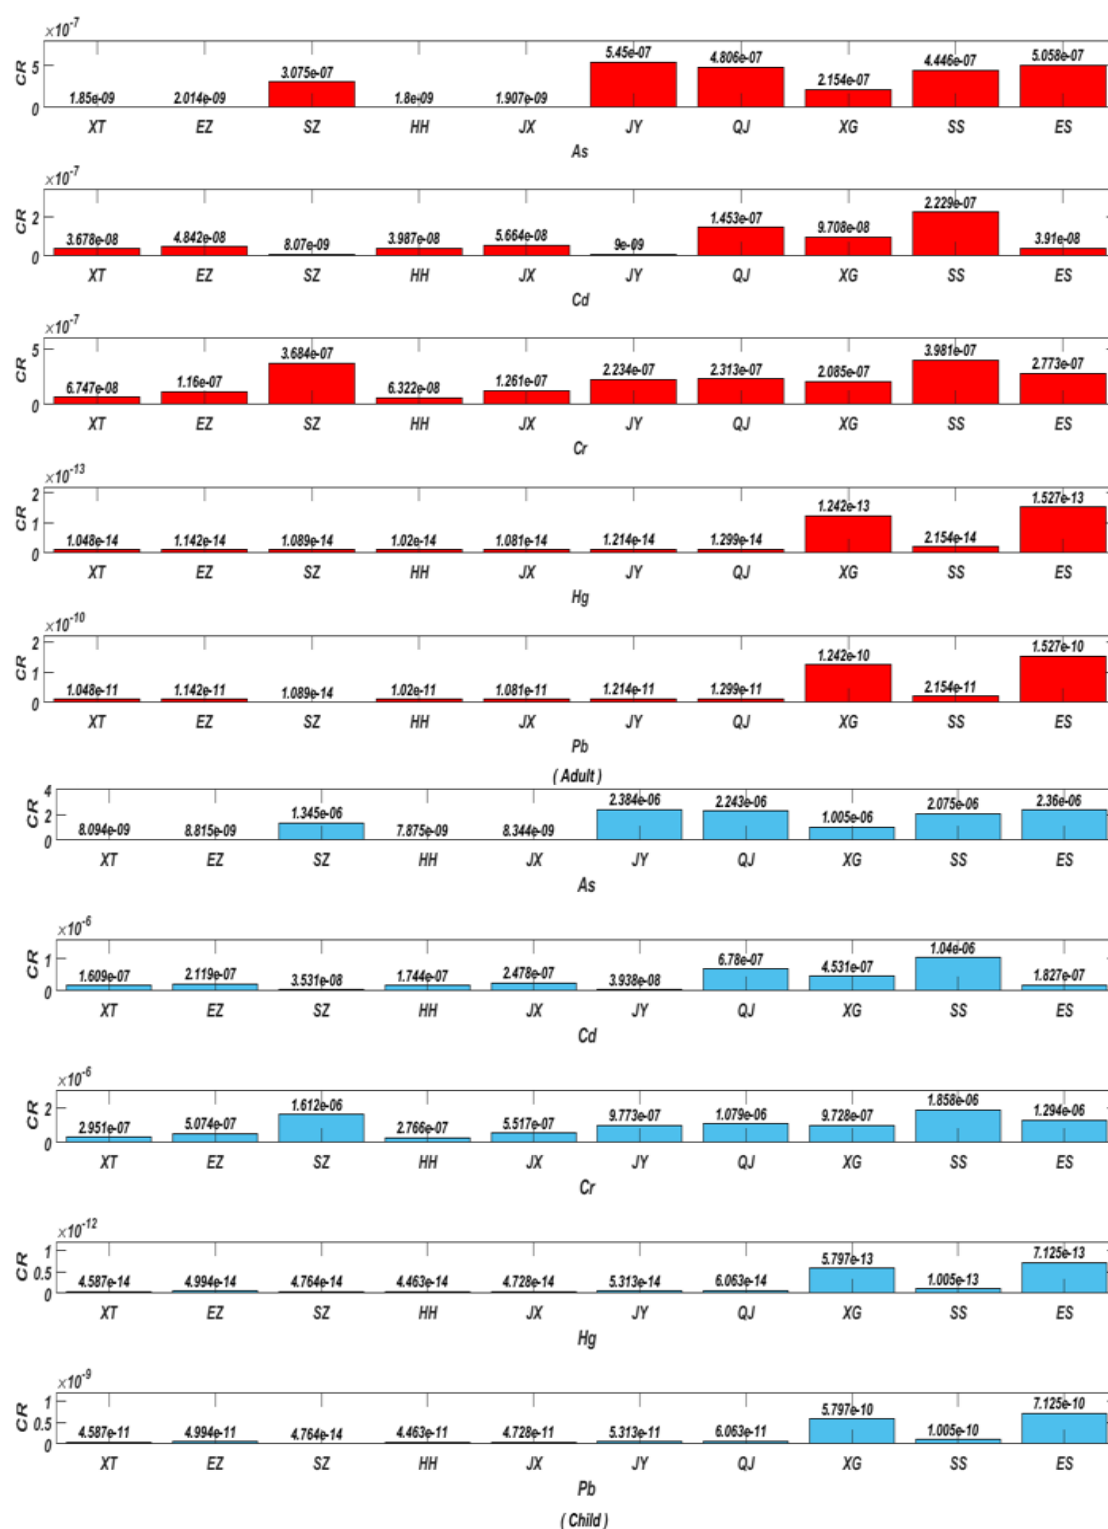 ×10-7
CR
5
0
1.85e-09 2.014e-09 3.075e-07 1.8e-09 1.907e-09 5.45e-07 4.806e-07 2.154e-07 4.446e-07 5.058e-07
XT EZ SZ HH JX JY QJ XG SS ES
As
×10-7
CR
2
0
3.678e-08 4.842e-08 8.07e-09 3.987e-08 5.664e-08 9e-09 1.453e-07 9.708e-08 2.229e-07 3.91e-08
XT EZ SZ HH JX JY QJ XG SS ES
Cd
×10-7
CR
5
0
6.747e-08 1.16e-07 3.684e-07 6.322e-08 1.261e-07 2.234e-07 2.313e-07 2.085e-07 3.981e-07 2.773e-07
XT EZ SZ HH JX JY QJ XG SS ES
Cr
×10-13
CR
2
1
0
1.048e-14 1.142e-14 1.089e-14 1.02e-14 1.081e-14 1.214e-14 1.299e-14 1.242e-13 2.154e-14 1.527e-13
XT EZ SZ HH JX JY QJ XG SS ES
Hg
×10-10
CR
2
1
0
1.048e-11 1.142e-11 1.089e-14 1.02e-11 1.081e-11 1.214e-11 1.299e-11 1.242e-10 2.154e-11 1.527e-10
XT EZ SZ HH JX JY QJ XG SS ES
Pb
( Adult )
CR
4
2
0
8.094e-09 8.815e-09 1.345e-06 7.875e-09 8.344e-09 2.384e-06 2.243e-06 1.005e-06 2.075e-06 2.36e-06
XT EZ SZ HH JX JY QJ XG SS ES
As
×10-6
CR
1
0
1.609e-07 2.119e-07 3.531e-08 1.744e-07 2.478e-07 3.938e-08 6.78e-07 4.531e-07 1.04e-06 1.827e-07
XT EZ SZ HH JX JY QJ XG SS ES
Cd
×10-6
CR
2
0
2.951e-07 5.074e-07 1.612e-06 2.766e-07 5.517e-07 9.773e-07 1.079e-06 9.728e-07 1.858e-06 1.294e-06
XT EZ SZ HH JX JY QJ XG SS ES
Cr
×10-12
CR
1
0.5
0
4.587e-14 4.994e-14 4.764e-14 4.463e-14 4.728e-14 5.313e-14 6.063e-14 5.797e-13 1.005e-13 7.125e-13
XT EZ SZ HH JX JY QJ XG SS ES
Hg
×10-9
CR
1
0.5
0
4.587e-11 4.994e-11 4.764e-14 4.463e-11 4.728e-11 5.313e-11 6.063e-11 5.797e-10 1.005e-10 7.125e-10
XT EZ SZ HH JX JY QJ XG SS ES
Pb
( Child )